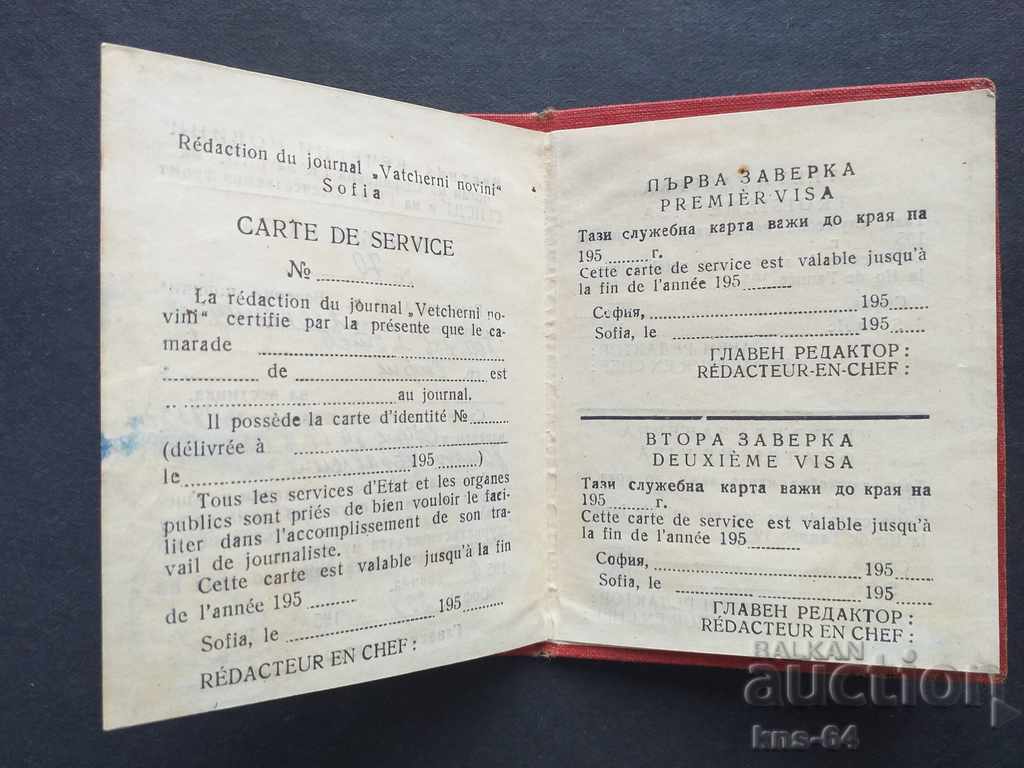 Rédaction du journal „Vatcherni novini“
Sofia
CARTE DE SERVICE
№ ..................
La rédaction du journal „Vetcherni no-
vini“ certifie par la présente que le ca-
marade .................. ..................
.................. de .................. est
.................. au journal.
Il possède la carte d'identité № ..........
(délivrée à ..................
le .................. 195..........)
Tous les services d'Etat et les organes
publics sont priés de bien vouloir le faci-
liter dans l'accomplissement de son tra-
vail de journaliste.
Cette carte est valable jusqu'à la fin
de l'année 195 ..........
Sofia, le .................. 195..........
RÉDACTEUR EN CHEF :
ПЪРВА ЗАВЕРКА
PREMIÈR VISA
Тази служебна карта важи до края на
195..........г.
Cette carte de service est valable jusqu'à
la fin de l'année 195 ..........
София, .................. 195..........
Sofia, le .................. 195..........
ГЛАВЕН РЕДАКТОР :
RÉDACTEUR-EN-CHEF :
ВТОРА ЗАВЕРКА
DEUXIÈME VISA
Тази служебна карта важи до края на
195..........г.
Cette carte de service est valable jusqu'à
la fin de l'année 195 ..........
София, .................. 195..........
Sofia, le .................. 195..........
ГЛАВЕН РЕДАКТОР :
RÉDACTEUR EN CHEF :
BALKAN
auction
kns-64